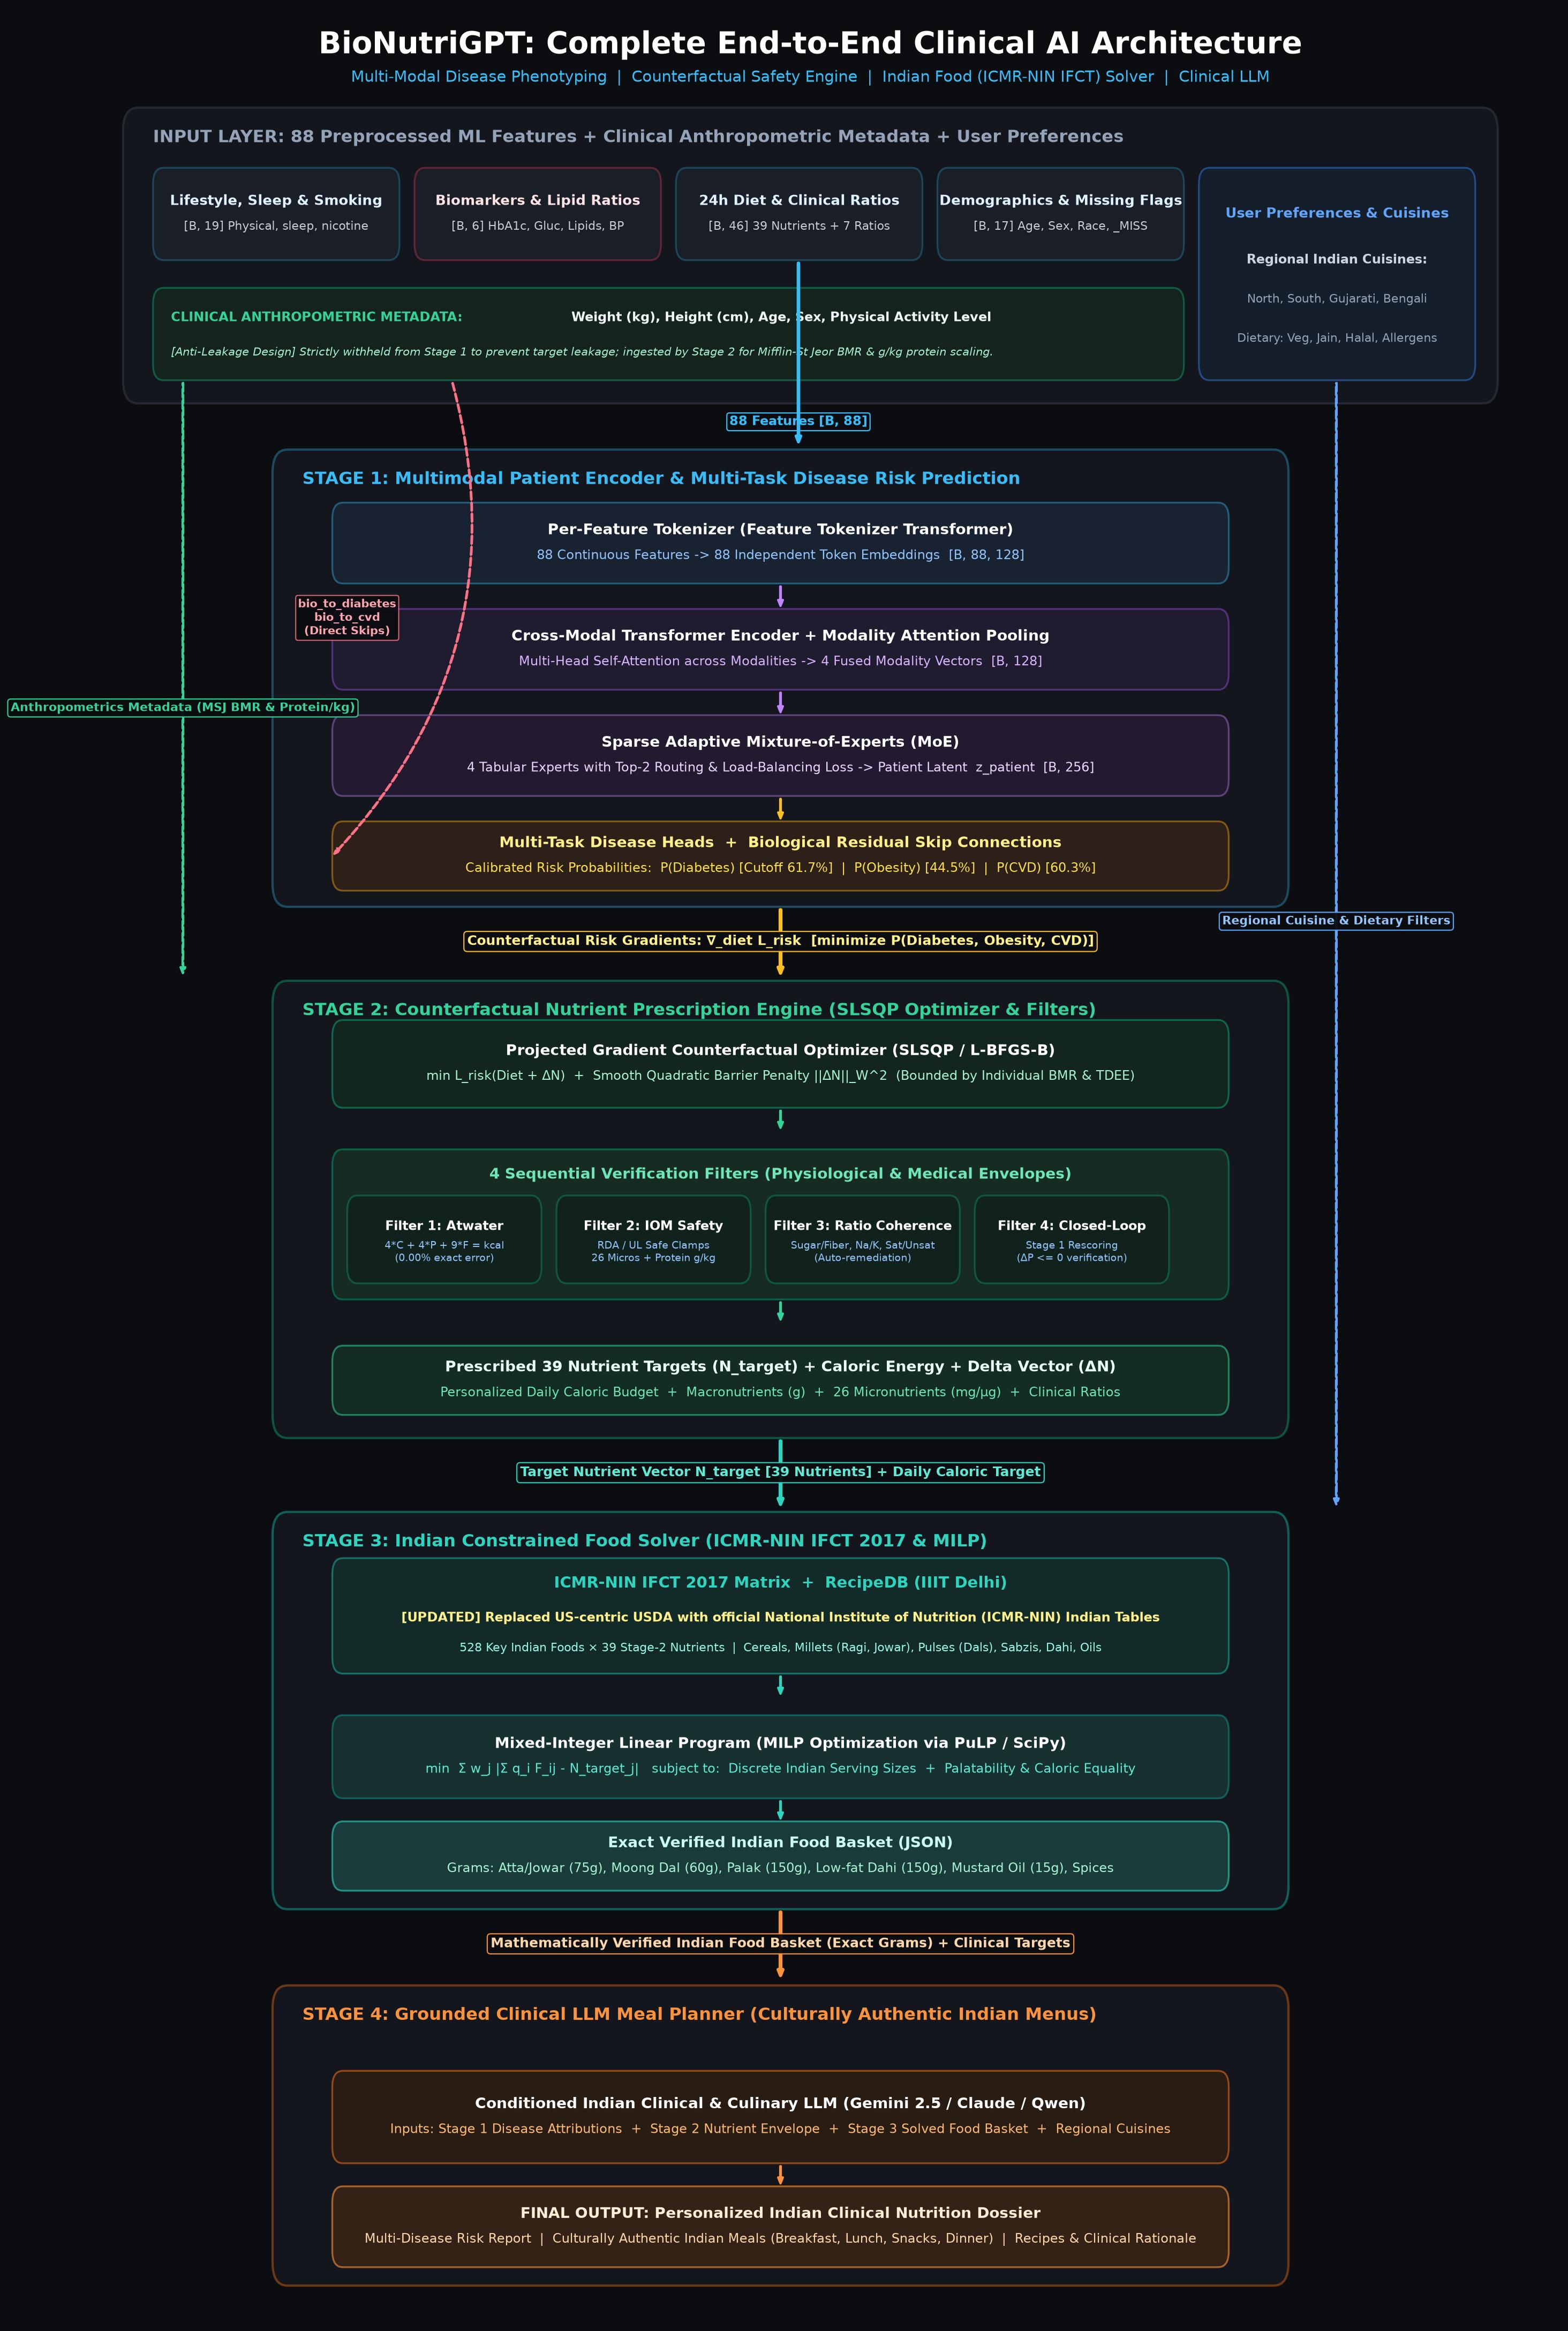 BioNutriGPT: Complete End-to-End Clinical AI Architecture
Multi-Modal Disease Phenotyping | Counterfactual Safety Engine | Indian Food (ICMR-NIN IFCT) Solver | Clinical LLM
INPUT LAYER: 88 Preprocessed ML Features + Clinical Anthropometric Metadata + User Preferences
Lifestyle, Sleep & Smoking
[B, 19] Physical, sleep, nicotine
Biomarkers & Lipid Ratios
[B, 6] HbA1c, Gluc, Lipids, BP
24h Diet & Clinical Ratios
[B, 46] 39 Nutrients + 7 Ratios
Demographics & Missing Flags
[B, 17] Age, Sex, Race, _MISS
User Preferences & Cuisines
Regional Indian Cuisines:
North, South, Gujarati, Bengali
Dietary: Veg, Jain, Halal, Allergens
CLINICAL ANTHROPOMETRIC METADATA: Weight (kg), Height (cm), Age, Sex, Physical Activity Level
[Anti-Leakage Design] Strictly withheld from Stage 1 to prevent target leakage; ingested by Stage 2 for Mifflin-St Jeor BMR & g/kg protein scaling.
88 Features [B, 88]
STAGE 1: Multimodal Patient Encoder & Multi-Task Disease Risk Prediction
Per-Feature Tokenizer (Feature Tokenizer Transformer)
88 Continuous Features -> 88 Independent Token Embeddings [B, 88, 128]
bio_to_diabetes
bio_to_cvd
(Direct Skips)
Cross-Modal Transformer Encoder + Modality Attention Pooling
Multi-Head Self-Attention across Modalities -> 4 Fused Modality Vectors [B, 128]
Anthropometrics Metadata (MSJ BMR & Protein/kg)
Sparse Adaptive Mixture-of-Experts (MoE)
4 Tabular Experts with Top-2 Routing & Load-Balancing Loss -> Patient Latent z_patient [B, 256]
Multi-Task Disease Heads + Biological Residual Skip Connections
Calibrated Risk Probabilities: P(Diabetes) [Cutoff 61.7%] | P(Obesity) [44.5%] | P(CVD) [60.3%]
Regional Cuisine & Dietary Filters
Counterfactual Risk Gradients: ∇_diet L_risk [minimize P(Diabetes, Obesity, CVD)]
STAGE 2: Counterfactual Nutrient Prescription Engine (SLSQP Optimizer & Filters)
Projected Gradient Counterfactual Optimizer (SLSQP / L-BFGS-B)
min L_risk(Diet + ΔN) + Smooth Quadratic Barrier Penalty ||ΔN||_W^2 (Bounded by Individual BMR & TDEE)
4 Sequential Verification Filters (Physiological & Medical Envelopes)
Filter 1: Atwater
4*C + 4*P + 9*F = kcal
(0.00% exact error)
Filter 2: IOM Safety
RDA / UL Safe Clamps
26 Micros + Protein g/kg
Filter 3: Ratio Coherence
Sugar/Fiber, Na/K, Sat/Unsat
(Auto-remediation)
Filter 4: Closed-Loop
Stage 1 Rescoring
(ΔP <= 0 verification)
Prescribed 39 Nutrient Targets (N_target) + Caloric Energy + Delta Vector (ΔN)
Personalized Daily Caloric Budget + Macronutrients (g) + 26 Micronutrients (mg/µg) + Clinical Ratios
Target Nutrient Vector N_target [39 Nutrients] + Daily Caloric Target
STAGE 3: Indian Constrained Food Solver (ICMR-NIN IFCT 2017 & MILP)
ICMR-NIN IFCT 2017 Matrix + RecipeDB (IIIT Delhi)
[UPDATED] Replaced US-centric USDA with official National Institute of Nutrition (ICMR-NIN) Indian Tables
528 Key Indian Foods × 39 Stage-2 Nutrients | Cereals, Millets (Ragi, Jowar), Pulses (Dals), Sabzis, Dahi, Oils
Mixed-Integer Linear Program (MILP Optimization via PuLP / SciPy)
min Σ w_j |Σ q_i F_ij - N_target_j| subject to: Discrete Indian Serving Sizes + Palatability & Caloric Equality
Exact Verified Indian Food Basket (JSON)
Grams: Atta/Jowar (75g), Moong Dal (60g), Palak (150g), Low-fat Dahi (150g), Mustard Oil (15g), Spices
Mathematically Verified Indian Food Basket (Exact Grams) + Clinical Targets
STAGE 4: Grounded Clinical LLM Meal Planner (Culturally Authentic Indian Menus)
Conditioned Indian Clinical & Culinary LLM (Gemini 2.5 / Claude / Qwen)
Inputs: Stage 1 Disease Attributions + Stage 2 Nutrient Envelope + Stage 3 Solved Food Basket + Regional Cuisines
FINAL OUTPUT: Personalized Indian Clinical Nutrition Dossier
Multi-Disease Risk Report | Culturally Authentic Indian Meals (Breakfast, Lunch, Snacks, Dinner) | Recipes & Clinical Rationale